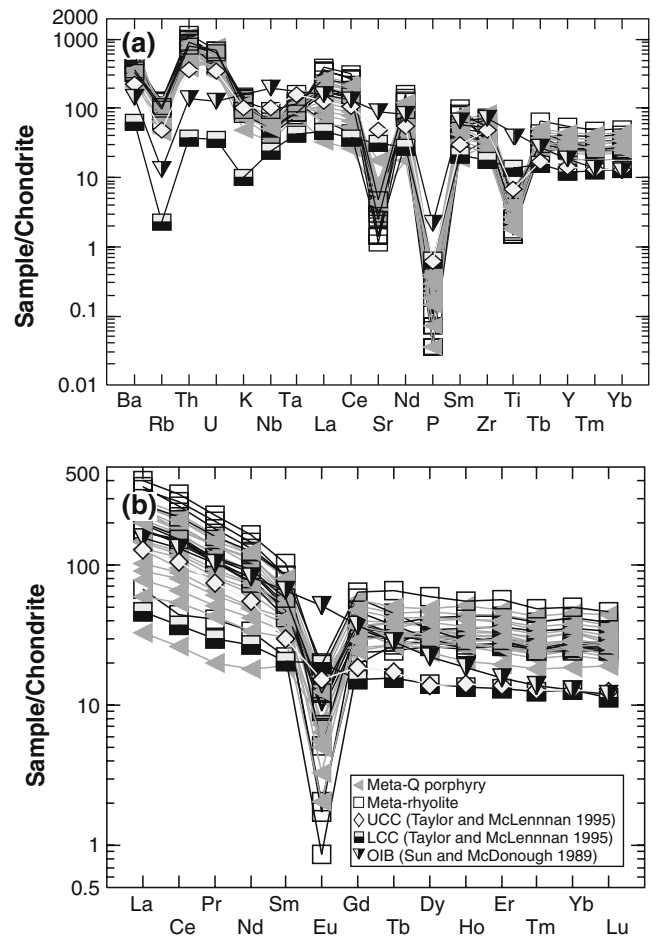 (a)
Sample/Chondrite
2000
1000
100
10
1
0.1
0.01
Ba Th K Ta Ce Nd Sm Ti Y Yb
Rb U Nb La Sr P Zr Tb Tm
(b)
Sample/Chondrite
500
100
10
1
0.5
Meta-Q porphyry
Meta-rhyolite
UCC (Taylor and McLennnan 1995)
LCC (Taylor and McLennnan 1995)
OIB (Sun and McDonough 1989)
La Pr Sm Gd Dy Er Yb
Ce Nd Eu Tb Ho Tm Lu